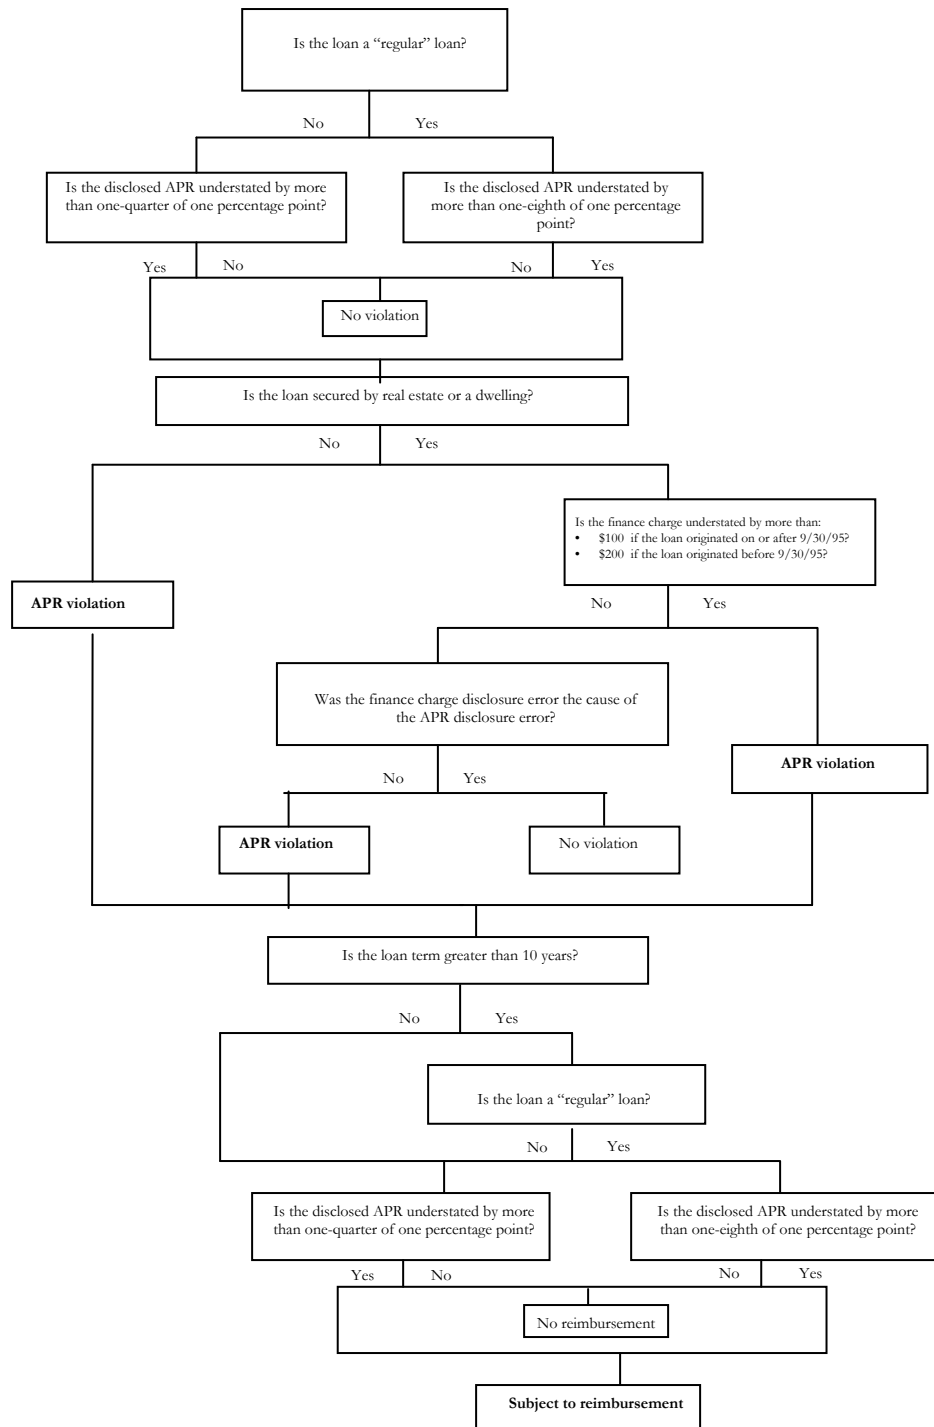 Is the loan a “regular” loan?
No Yes
Is the disclosed APR understated by more
than one-quarter of one percentage point?
Is the disclosed APR understated by
more than one-eighth of one percentage
point?
Yes No
No Yes
No violation
Is the loan secured by real estate or a dwelling?
No Yes
Is the finance charge understated by more than:
• $100 if the loan originated on or after 9/30/95?
• $200 if the loan originated before 9/30/95?
APR violation
No Yes
Was the finance charge disclosure error the cause of
the APR disclosure error?
APR violation
No Yes
APR violation
No violation
Is the loan term greater than 10 years?
No Yes
Is the loan a “regular” loan?
No Yes
Is the disclosed APR understated by more
than one-quarter of one percentage point?
Is the disclosed APR understated by more
than one-eighth of one percentage point?
Yes No
No Yes
No reimbursement
Subject to reimbursement